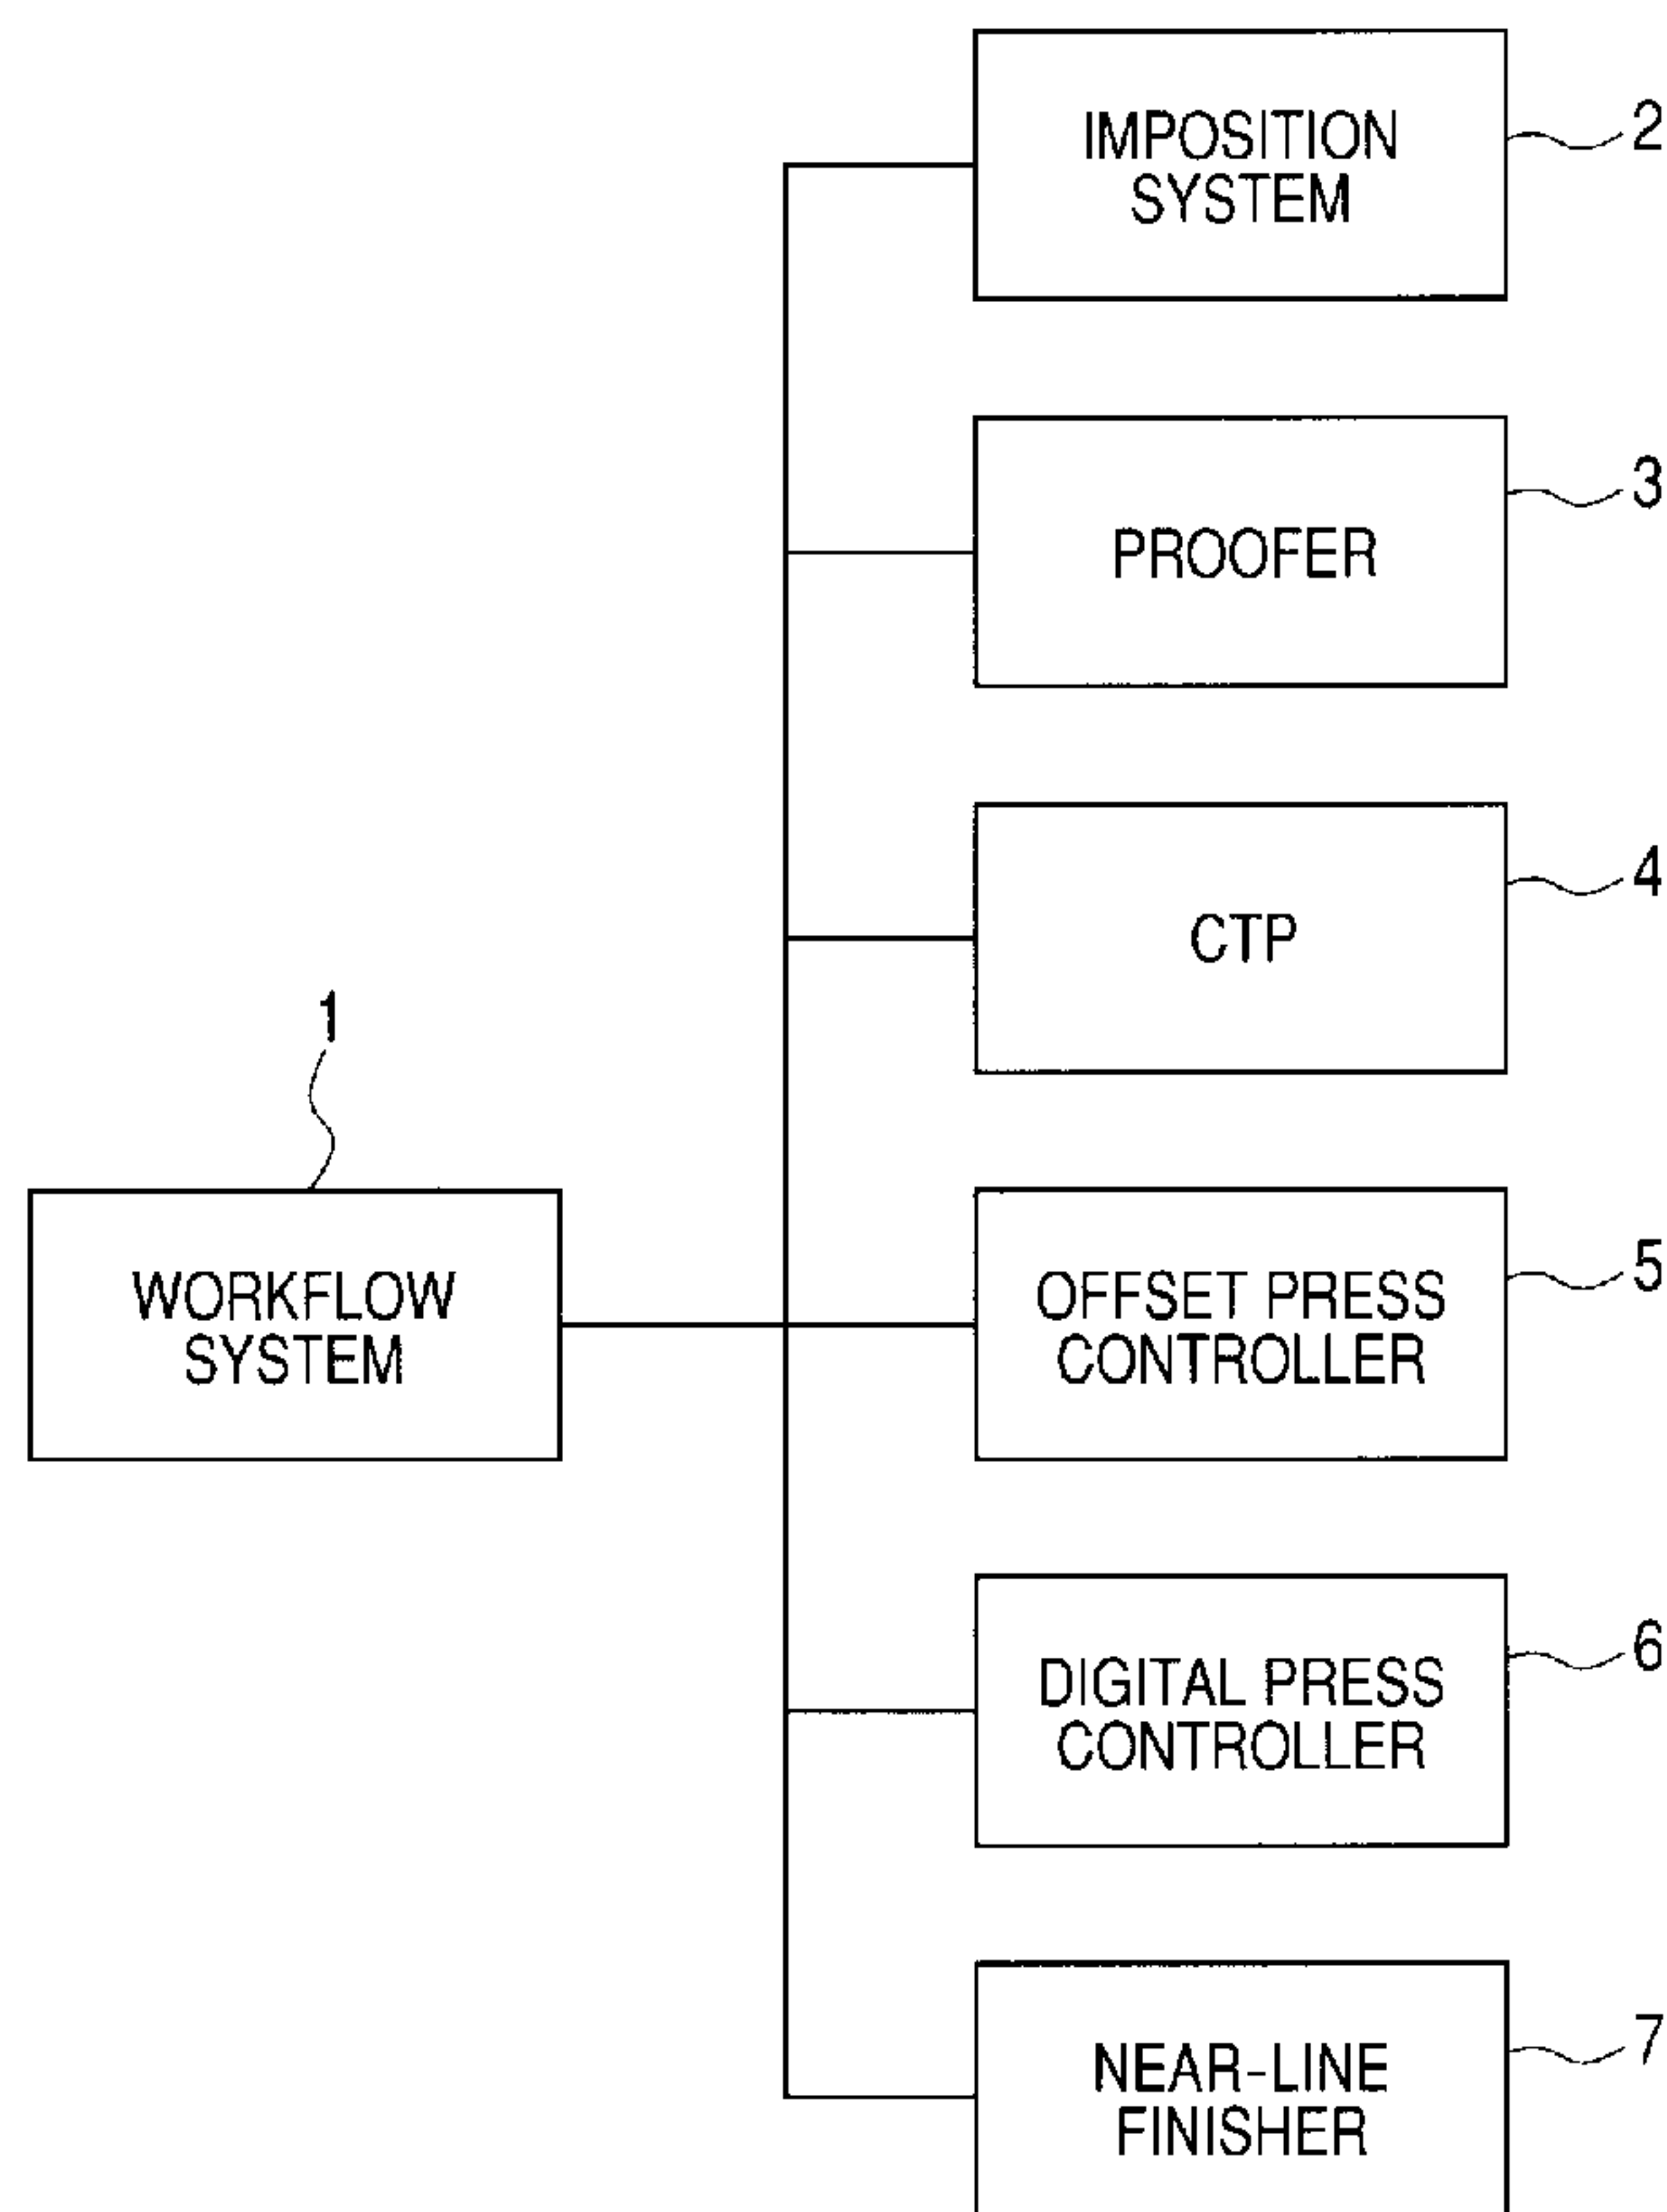 IMPOSITION
SYSTEM
2
PROOFER
3
CTP
4
1
WORKFLOW
SYSTEM
OFFSET PRESS
CONTROLLER
5
DIGITAL PRESS
CONTROLLER
6
NEAR-LINE
FINISHER
7